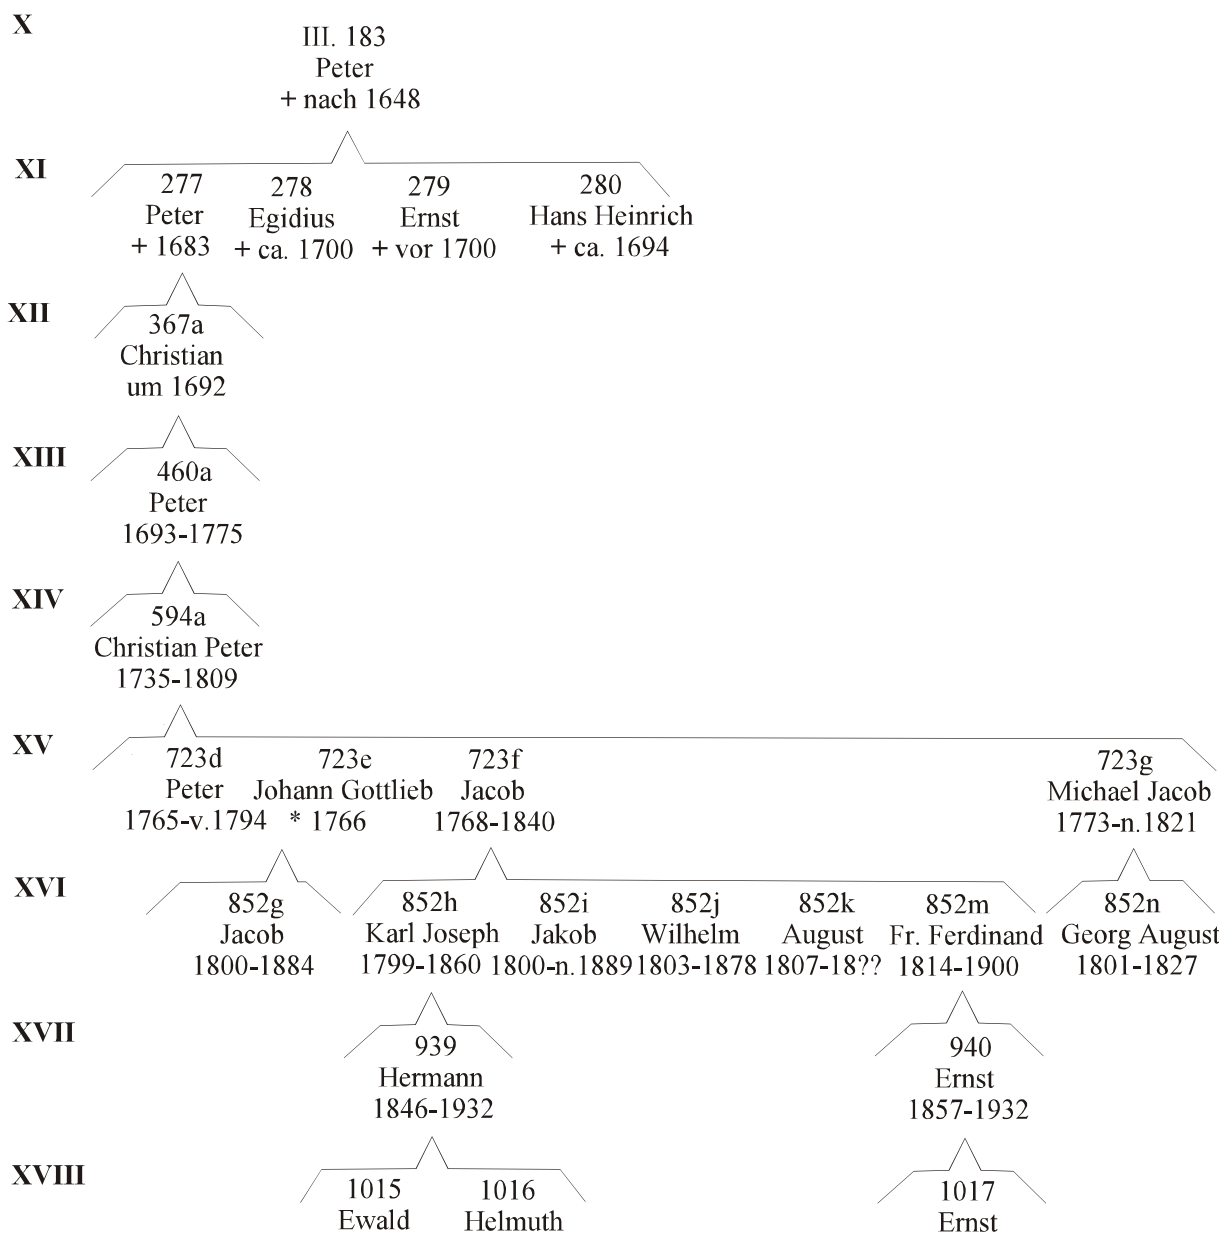 X
III. 183
Peter
+ nach 1648
XI
277
Peter
+ 1683
278
Egidius
+ ca. 1700
279
Ernst
+ vor 1700
280
Hans Heinrich
+ ca. 1694
XII
367a
Christian
um 1692
XIII
460a
Peter
1693-1775
XIV
594a
Christian Peter
1735-1809
XV
723d
Peter
1765-v.1794
723e
Johann Gottlieb
* 1766
723f
Jacob
1768-1840
723g
Michael Jacob
1773-n.1821
XVI
852g
Jacob
1800-1884
852h
Karl Joseph
1799-1860
852i
Jakob
1800-n.1889
852j
Wilhelm
1803-1878
852k
August
1807-18??
852m
Fr. Ferdinand
1814-1900
852n
Georg August
1801-1827
XVII
939
Hermann
1846-1932
940
Ernst
1857-1932
XVIII
1015
Ewald
1016
Helmuth
1017
Ernst